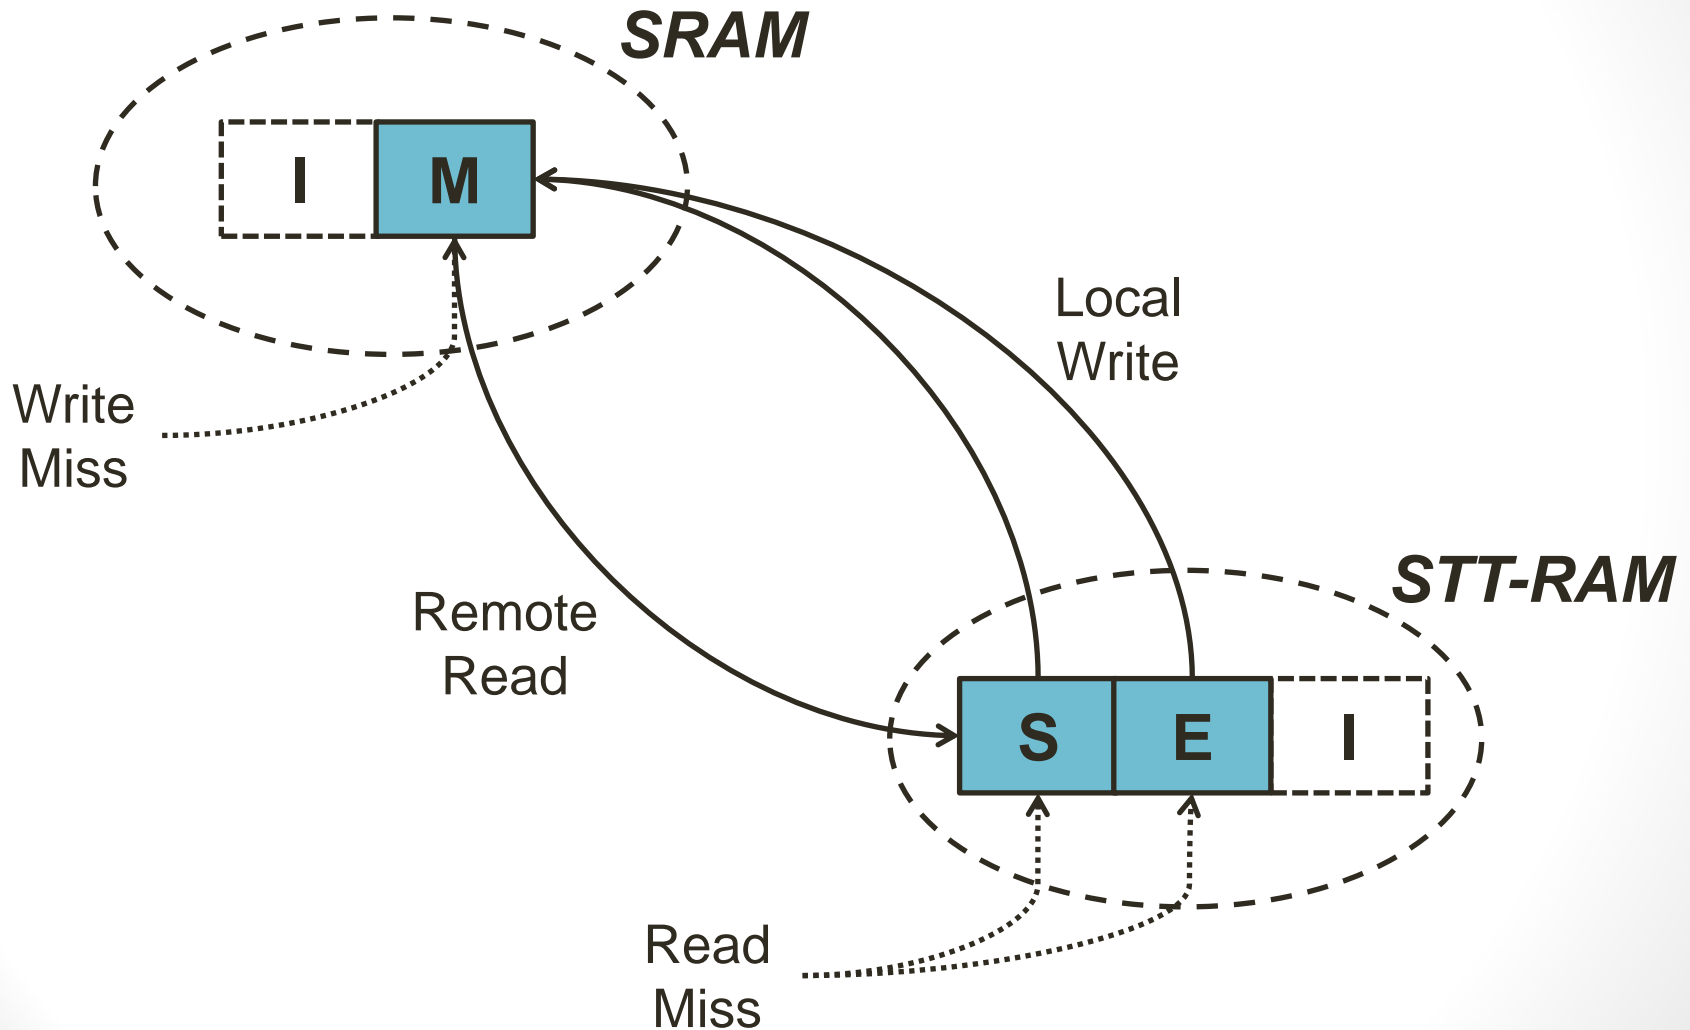 SRAM
I
M
Local
Write
Write
Miss
STT-RAM
Remote
Read
S
E
I
Read
Miss